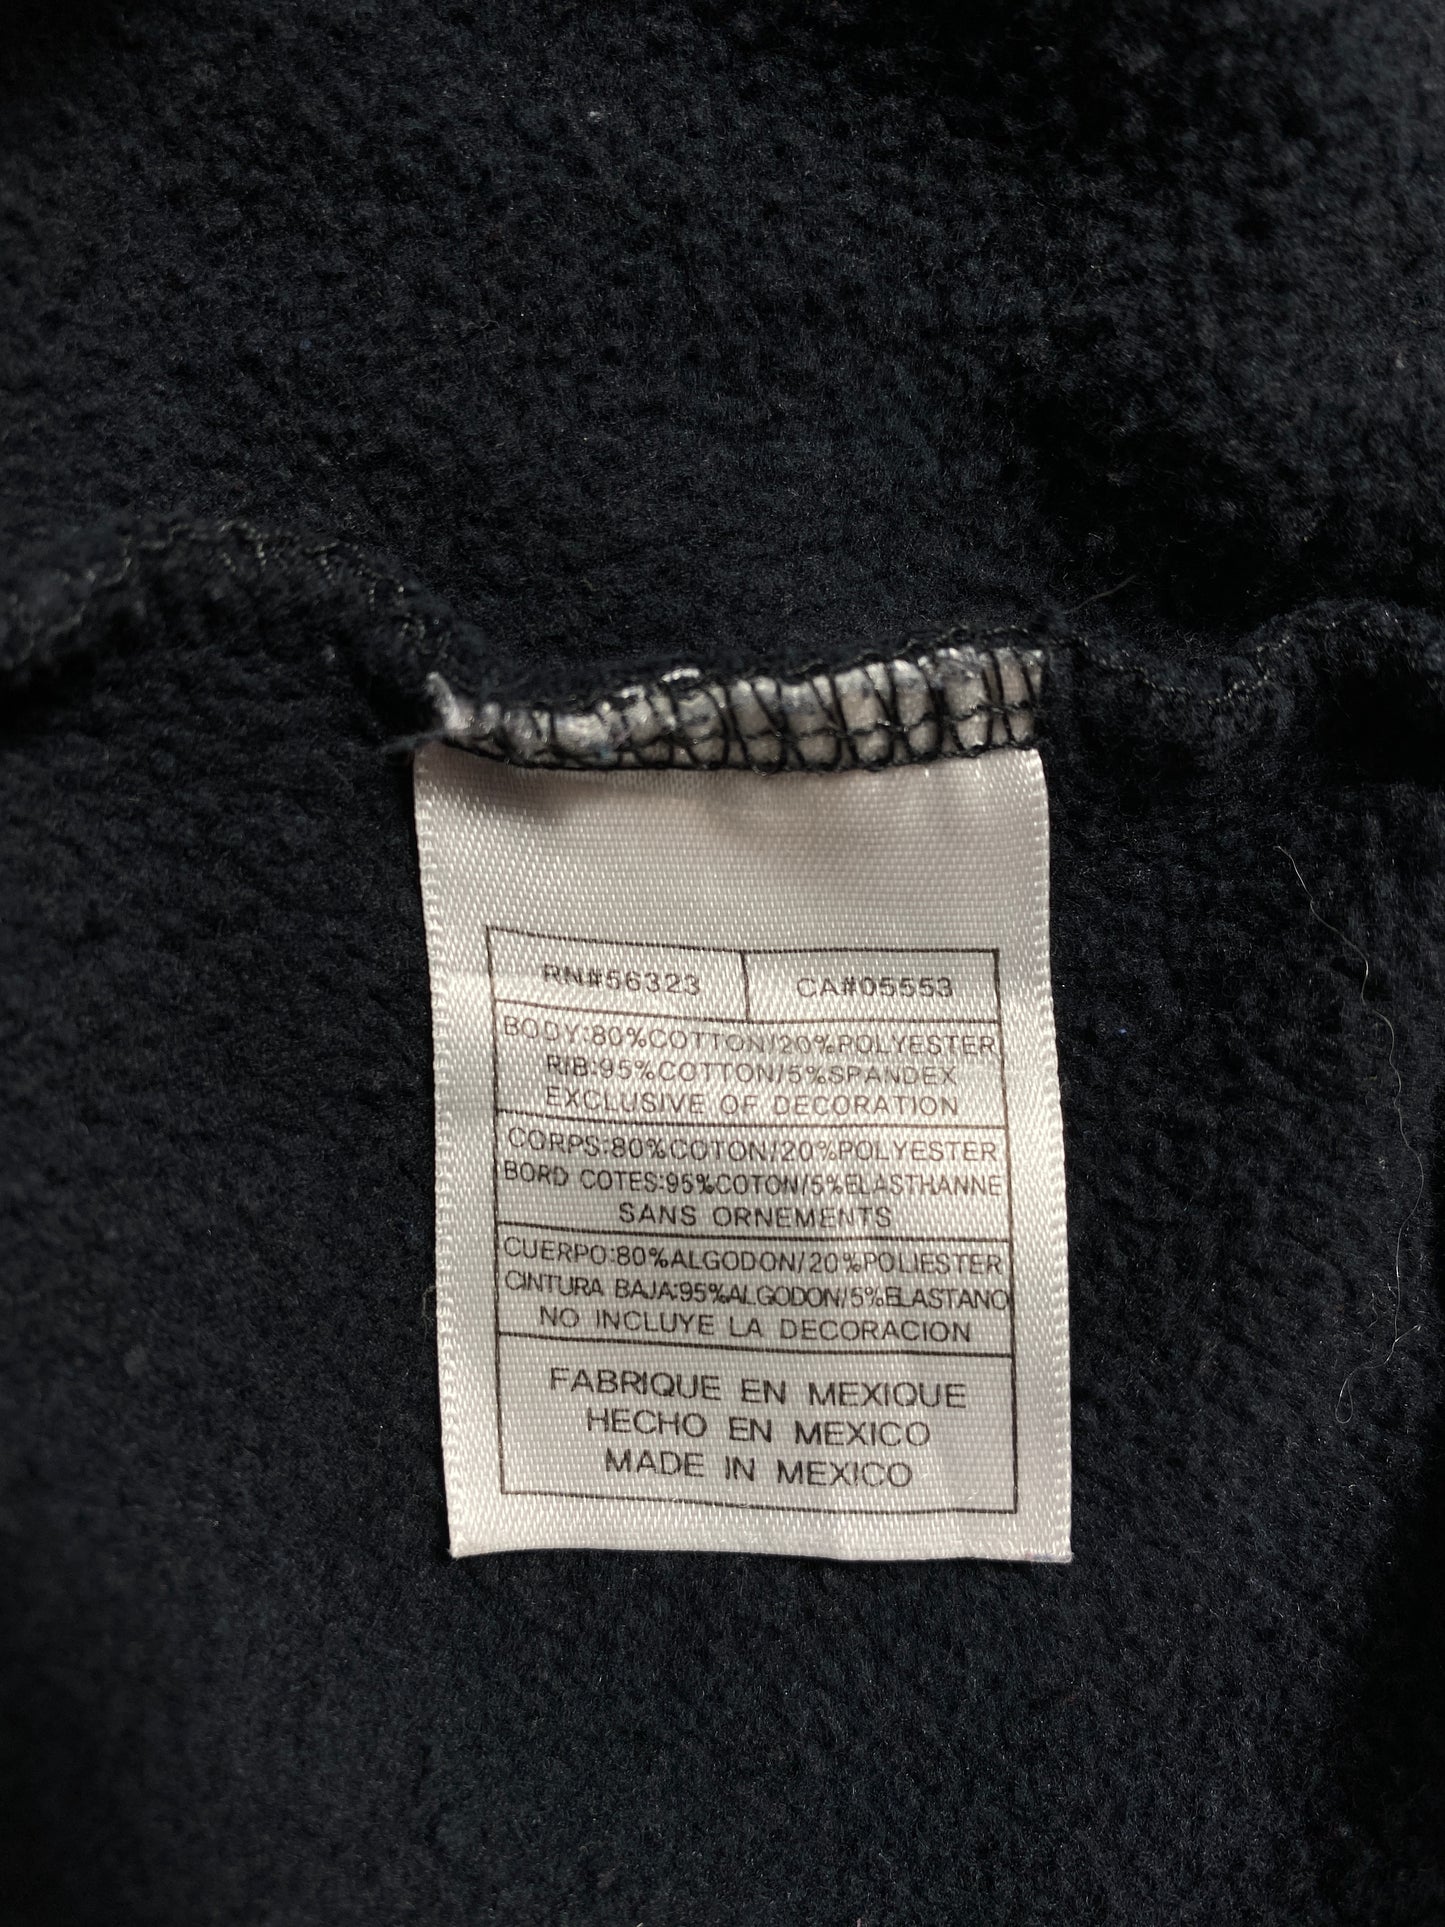 RN#56323 CA#05553
BODY:80%COTTON/20%POLYESTER
RIB:95%COTTON/5%SPANDEX
EXCLUSIVE OF DECORATION
CORPS:80%COTON/20%POLYESTER
BORD COTES:95%COTON/5%ELASTHANNE
SANS ORNEMENTS
CUERPO:80%ALGODON/20%POLIESTER
CINTURA BAJA:95%ALGODON/5%ELASTANO
NO INCLUYE LA DECORACION
FABRIQUE EN MEXIQUE
HECHO EN MEXICO
MADE IN MEXICO